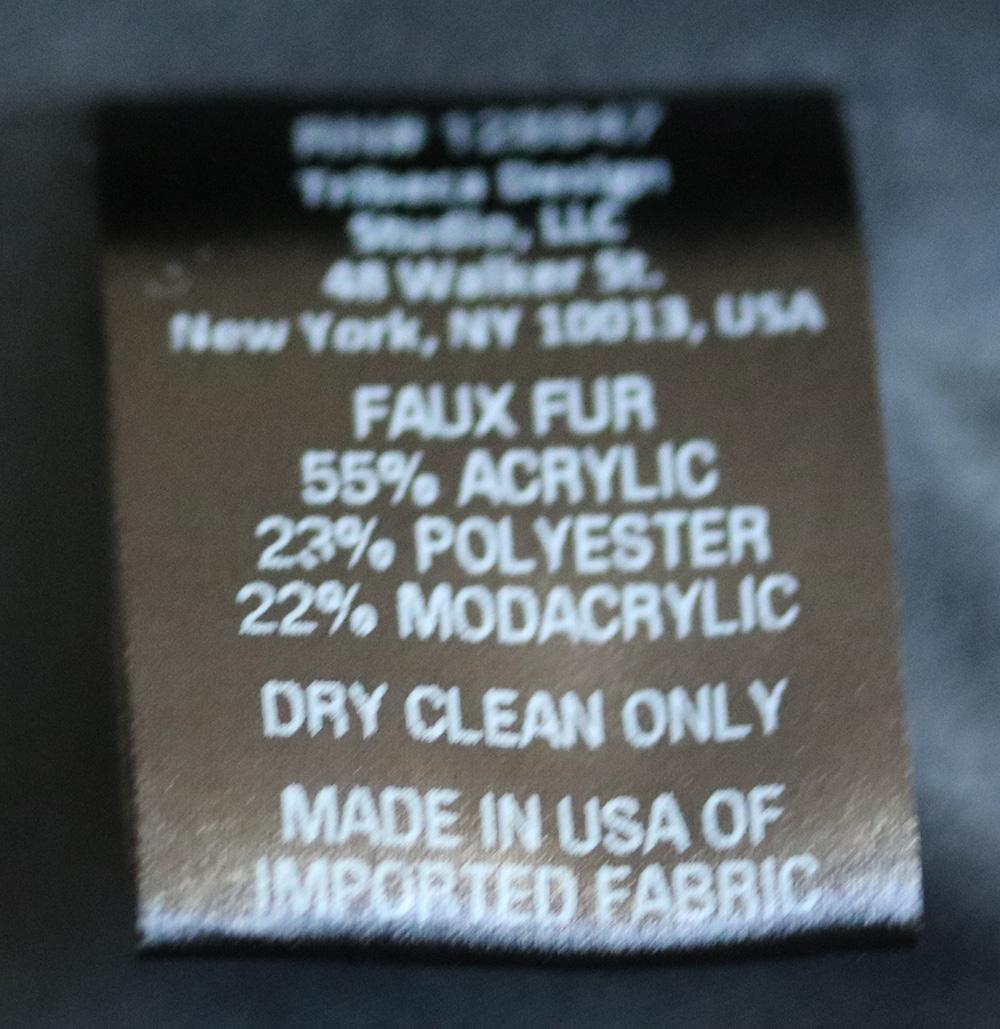 Tribeca Design
Studio, LLC
48 Walker St.
New York, NY 10013, USA
FAUX FUR
55% ACRYLIC
23% POLYESTER
22% MODACRYLIC
DRY CLEAN ONLY
MADE IN USA OF
IMPORTED FABRIC